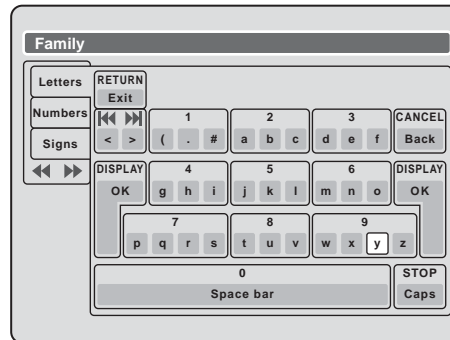 Family
Letters
Numbers
Signs
RETURN
Exit
1 2 3 CANCEL
< > ( . # a b c d e f Back
DISPLAY 4 5 6 DISPLAY
OK g h i j k l m n o OK
7 8 9
p q r s t u v w x y z
0 STOP
Space bar Caps